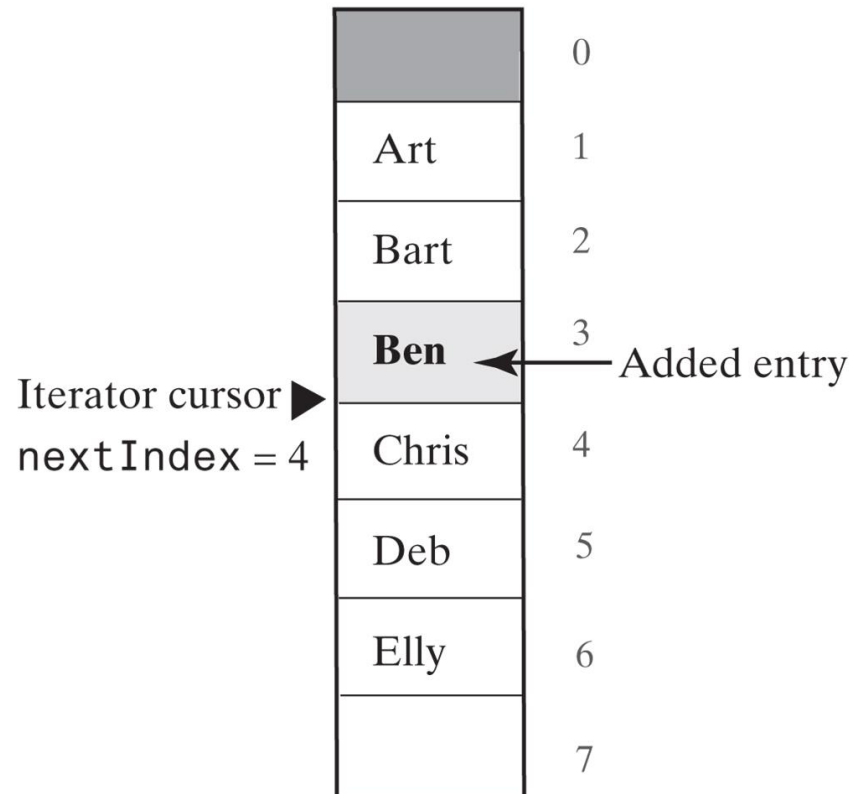 0
Art 1
Bart 2
Ben 3
Added entry
Iterator cursor
nextIndex = 4
Chris 4
Deb 5
Elly 6
7